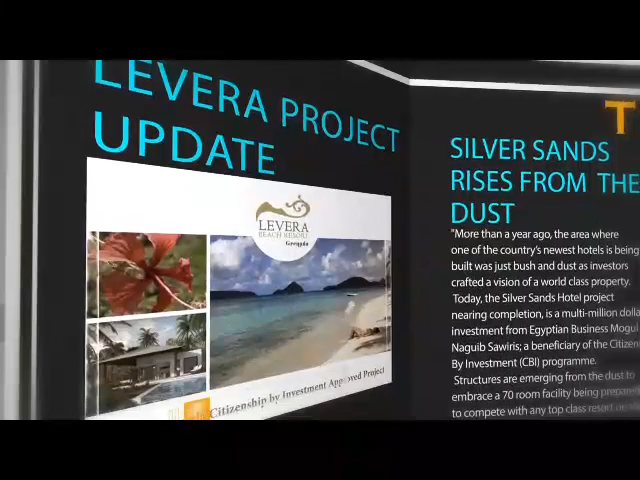 LEVERA PROJECT
UPDATE
LEVERA
BEACH RESORT
Grenada
Citizenship by Investment Approved Project
T
SILVER SANDS
RISES FROM THE
DUST
"More than a year ago, the area where
one of the country's newest hotels is being
built was just bush and dust as investors
crafted a vision of a world class property.
Today, the Silver Sands Hotel project
nearing completion, is a multi-million
investment from Egyptian Business Mogul
Naguib Sawiris; a beneficiary of the
By Investment (CBI) programme.
Structures are emerging from the dust to
embrace a 70 room facility being
to compete with any top class resort